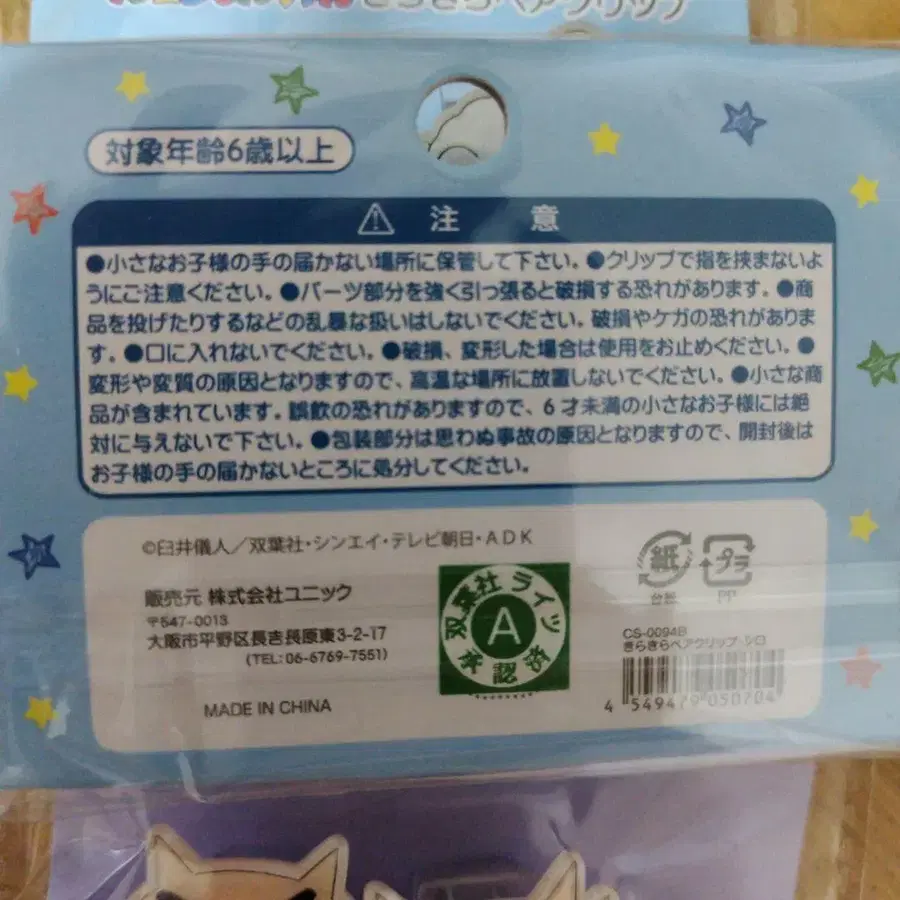 きらきらヘアクリップ
対象年齢6歳以上
注 意
●小さなお子様の手の届かない場所に保管して下さい。●クリップで指を挟まないよ
うにご注意ください。●パーツ部分を強く引っ張ると破損する恐れがあります。●商
品を投げたりするなどの乱暴な扱いはしないでください。破損やケガの恐れがありま
す。●口に入れないでください。●破損、変形した場合は使用をお止めください。●
変形や変質の原因となりますので、高温な場所に放置しないでください。●小さな商
品が含まれています。誤飲の恐れがありますので、6才未満の小さなお子様には絶
対に与えないで下さい。●包装部分は思わぬ事故の原因となりますので、開封後は
お子様の手の届かないところに処分してください。
©臼井儀人／双葉社・シンエイ・テレビ朝日・ADK
販売元 株式会社ユニック
〒547-0013
大阪市平野区長吉長原東3-2-17
(TEL:06-6769-7551)
MADE IN CHINA
双葉社ライツ
A
承認済
紙
台紙
プラ
PP
CS-0094B
きらきらヘアクリップ シロ
4 549479 050704